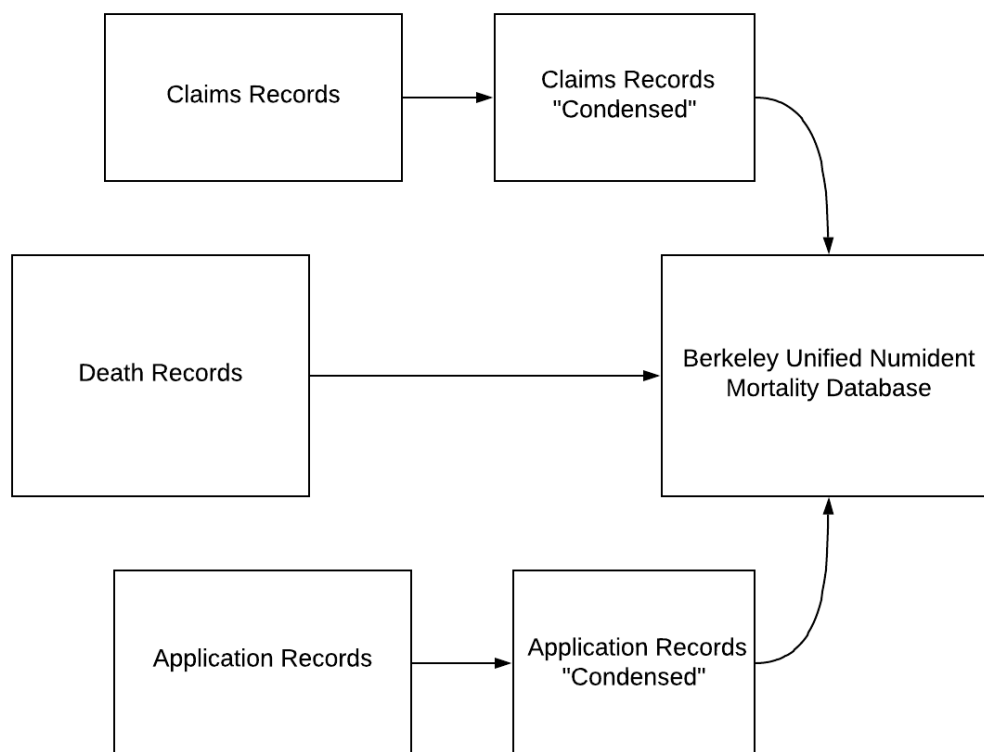 Claims Records
Claims Records
"Condensed"
Death Records
Berkeley Unified Numident
Mortality Database
Application Records
Application Records
"Condensed"